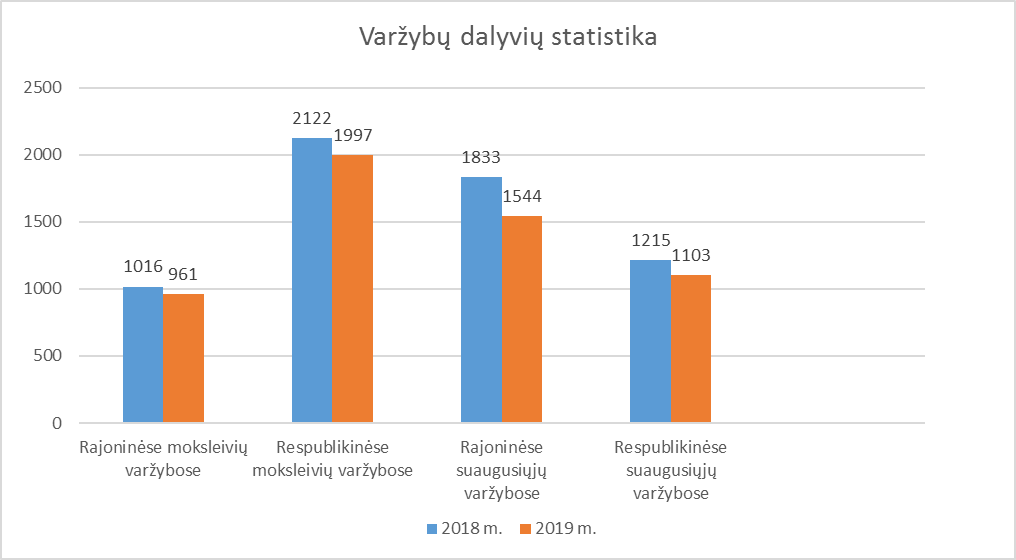 Varžybų dalyvių statistika
2500
2000
1500
1000
500
0
2122
1997
1833
1544
1215
1103
1016
961
Rajoninėse moksleivių
varžybose
Respublikinėse
moksleivių varžybose
Rajoninėse
suaugusiųjų
varžybose
Respublikinėse
suaugusiųjų
varžybose
2018 m.
2019 m.